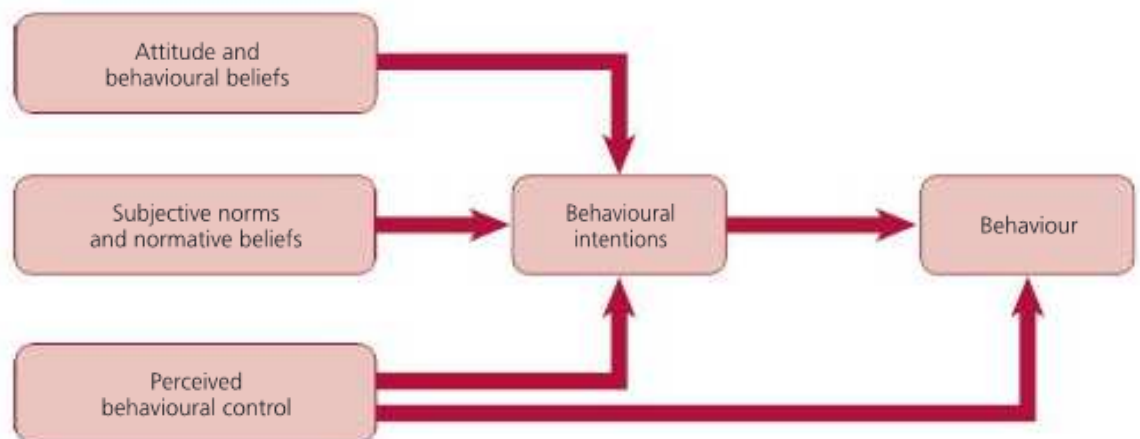 Attitude and
behavioural beliefs
Subjective norms
and normative beliefs
Behavioural
intentions
Behaviour
Perceived
behavioural control